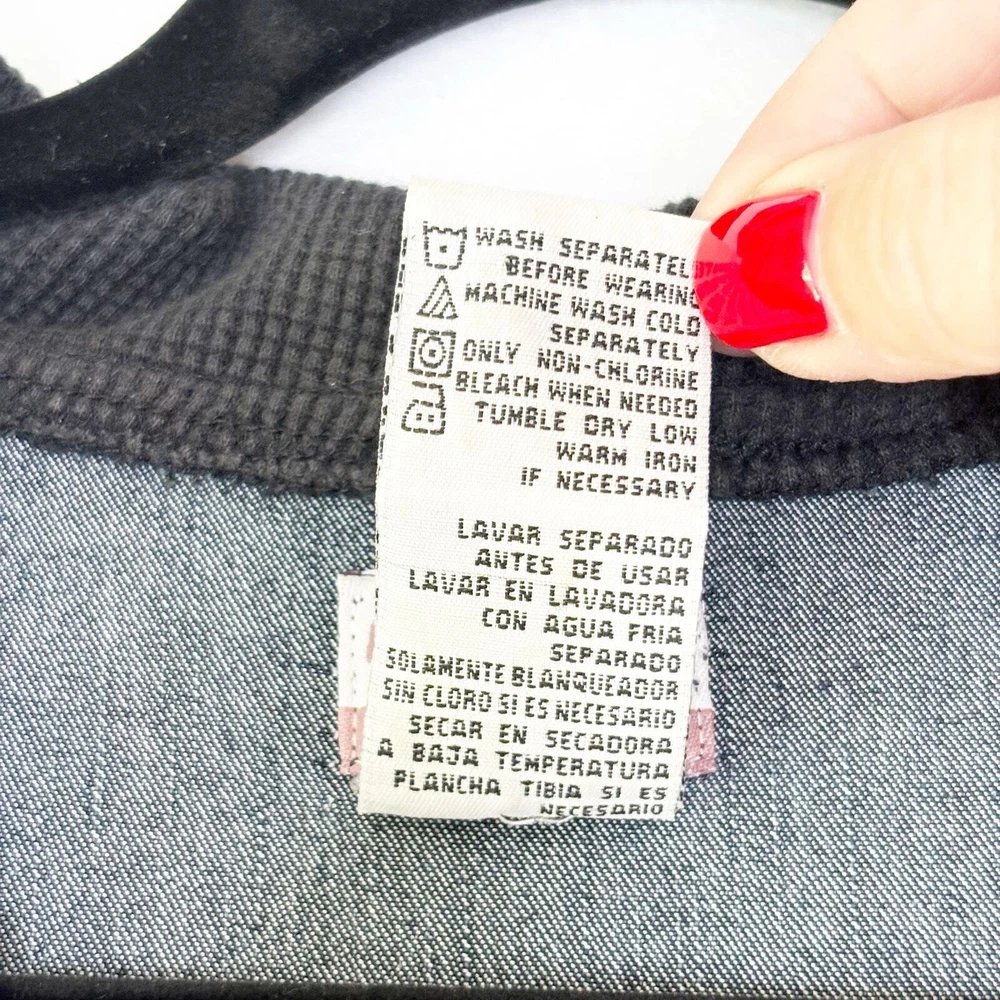 WASH SEPARATELY
BEFORE WEARING
MACHINE WASH COLD
SEPARATELY
ONLY NON-CHLORINE
BLEACH WHEN NEEDED
TUMBLE DRY LOW
WARM IRON
IF NECESSARY
LAVAR SEPARADO
ANTES DE USAR
LAVAR EN LAVADORA
CON AGUA FRIA
SEPARADO
SOLAMENTE BLANQUEADOR
SIN CLORO SI ES NECESARIO
SECAR EN SECADORA
A BAJA TEMPERATURA
PLANCHA TIBIA SI ES
NECESARIO